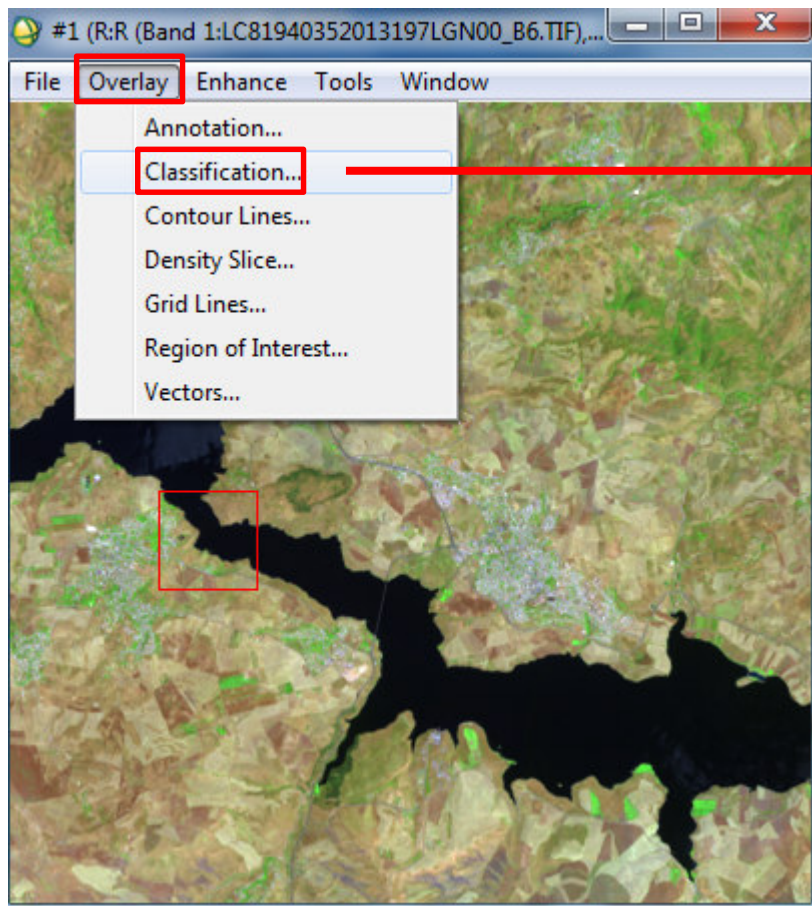 #1 (R:R (Band 1:LC81940352013197LGN00_B6.TIF),...
File Overlay Enhance Tools Window
Annotation...
Classification...
Contour Lines...
Density Slice...
Grid Lines...
Region of Interest...
Vectors...